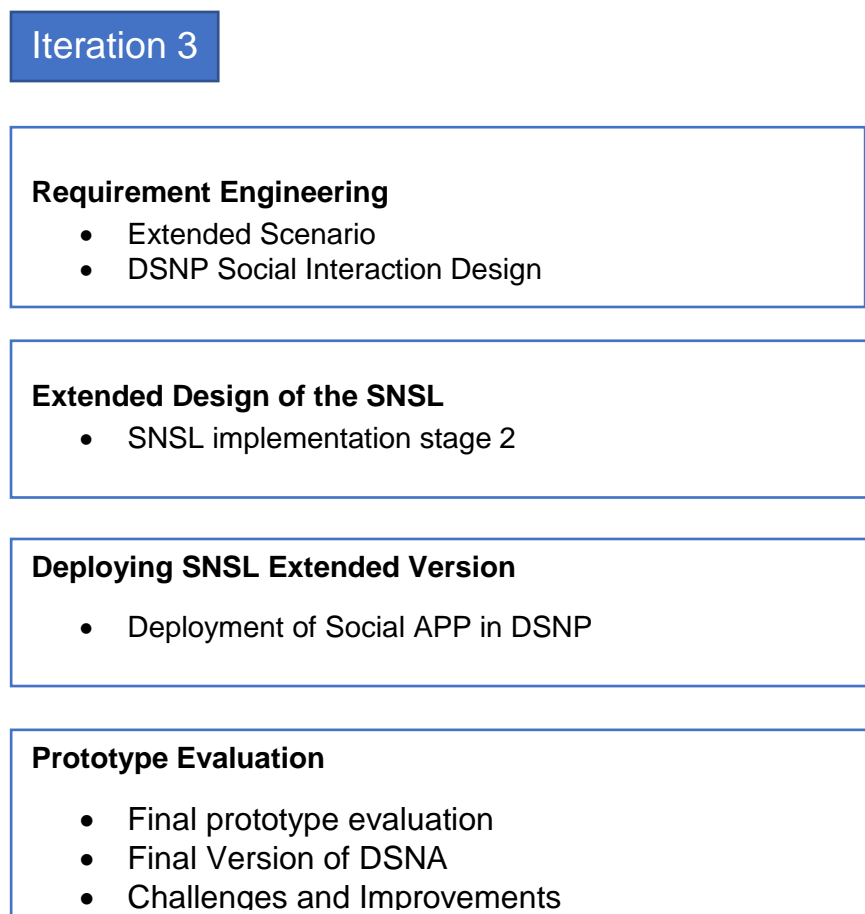 Iteration 3
Requirement Engineering
• Extended Scenario
• DSNP Social Interaction Design
Extended Design of the SNSL
• SNSL implementation stage 2
Deploying SNSL Extended Version
• Deployment of Social APP in DSNP
Prototype Evaluation
• Final prototype evaluation
• Final Version of DSNA
• Challenges and Improvements